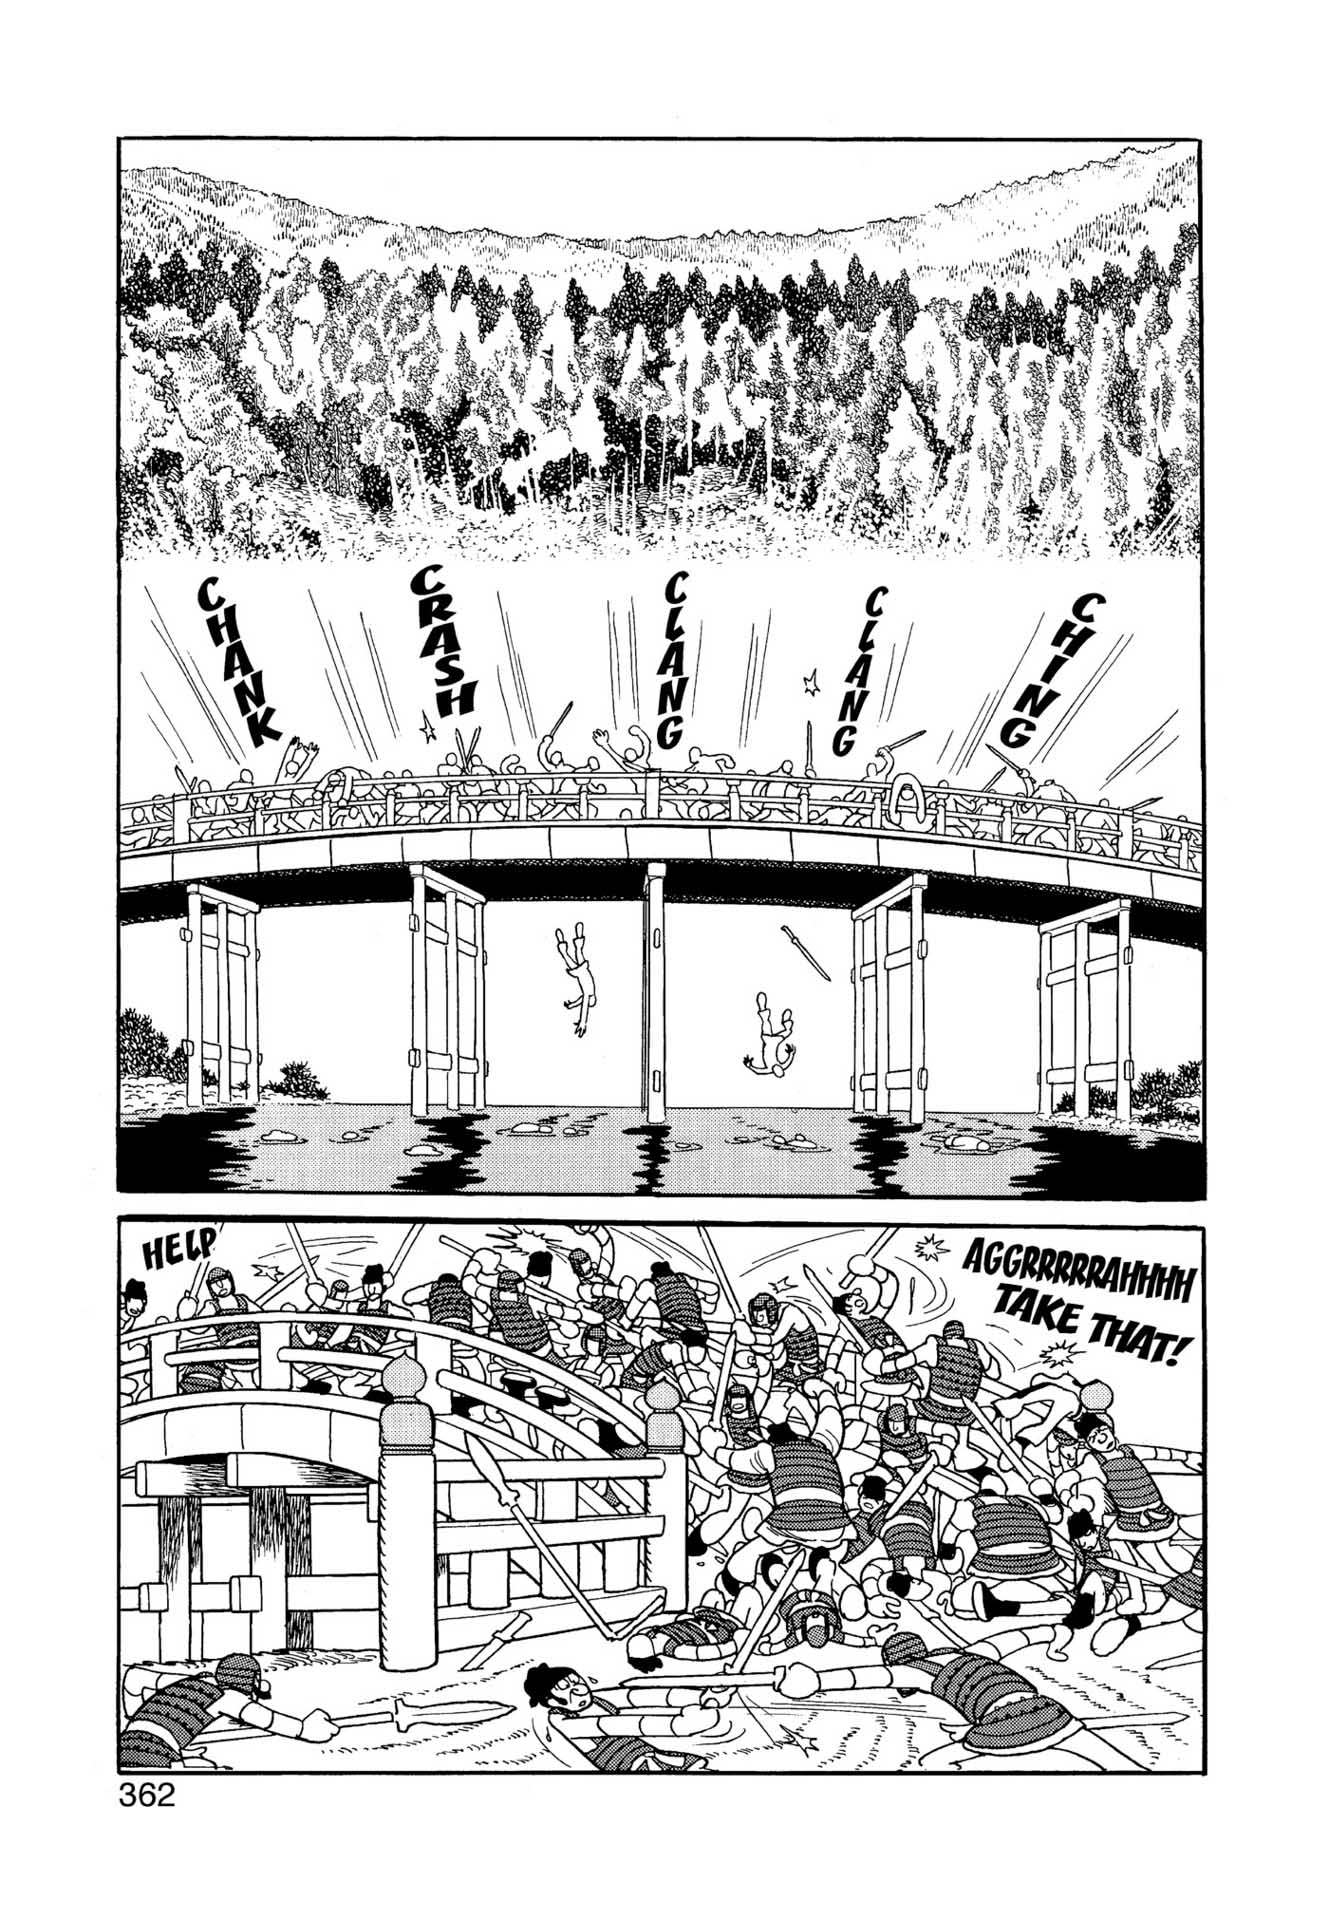 CHANK
CRASH
CLANG
CLANG
CHING
HELP
AGGRRRRRAHHHH
TAKE THAT!
362